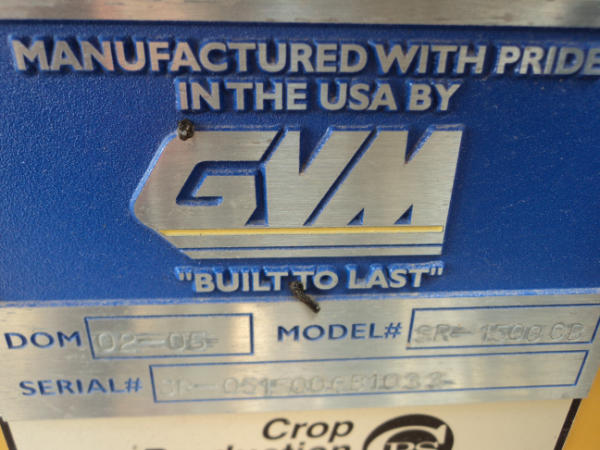 MANUFACTURED WITH PRIDE
IN THE USA BY
GVM
"BUILT TO LAST"
DOM 02-05 MODEL#
SERIAL#
Crop